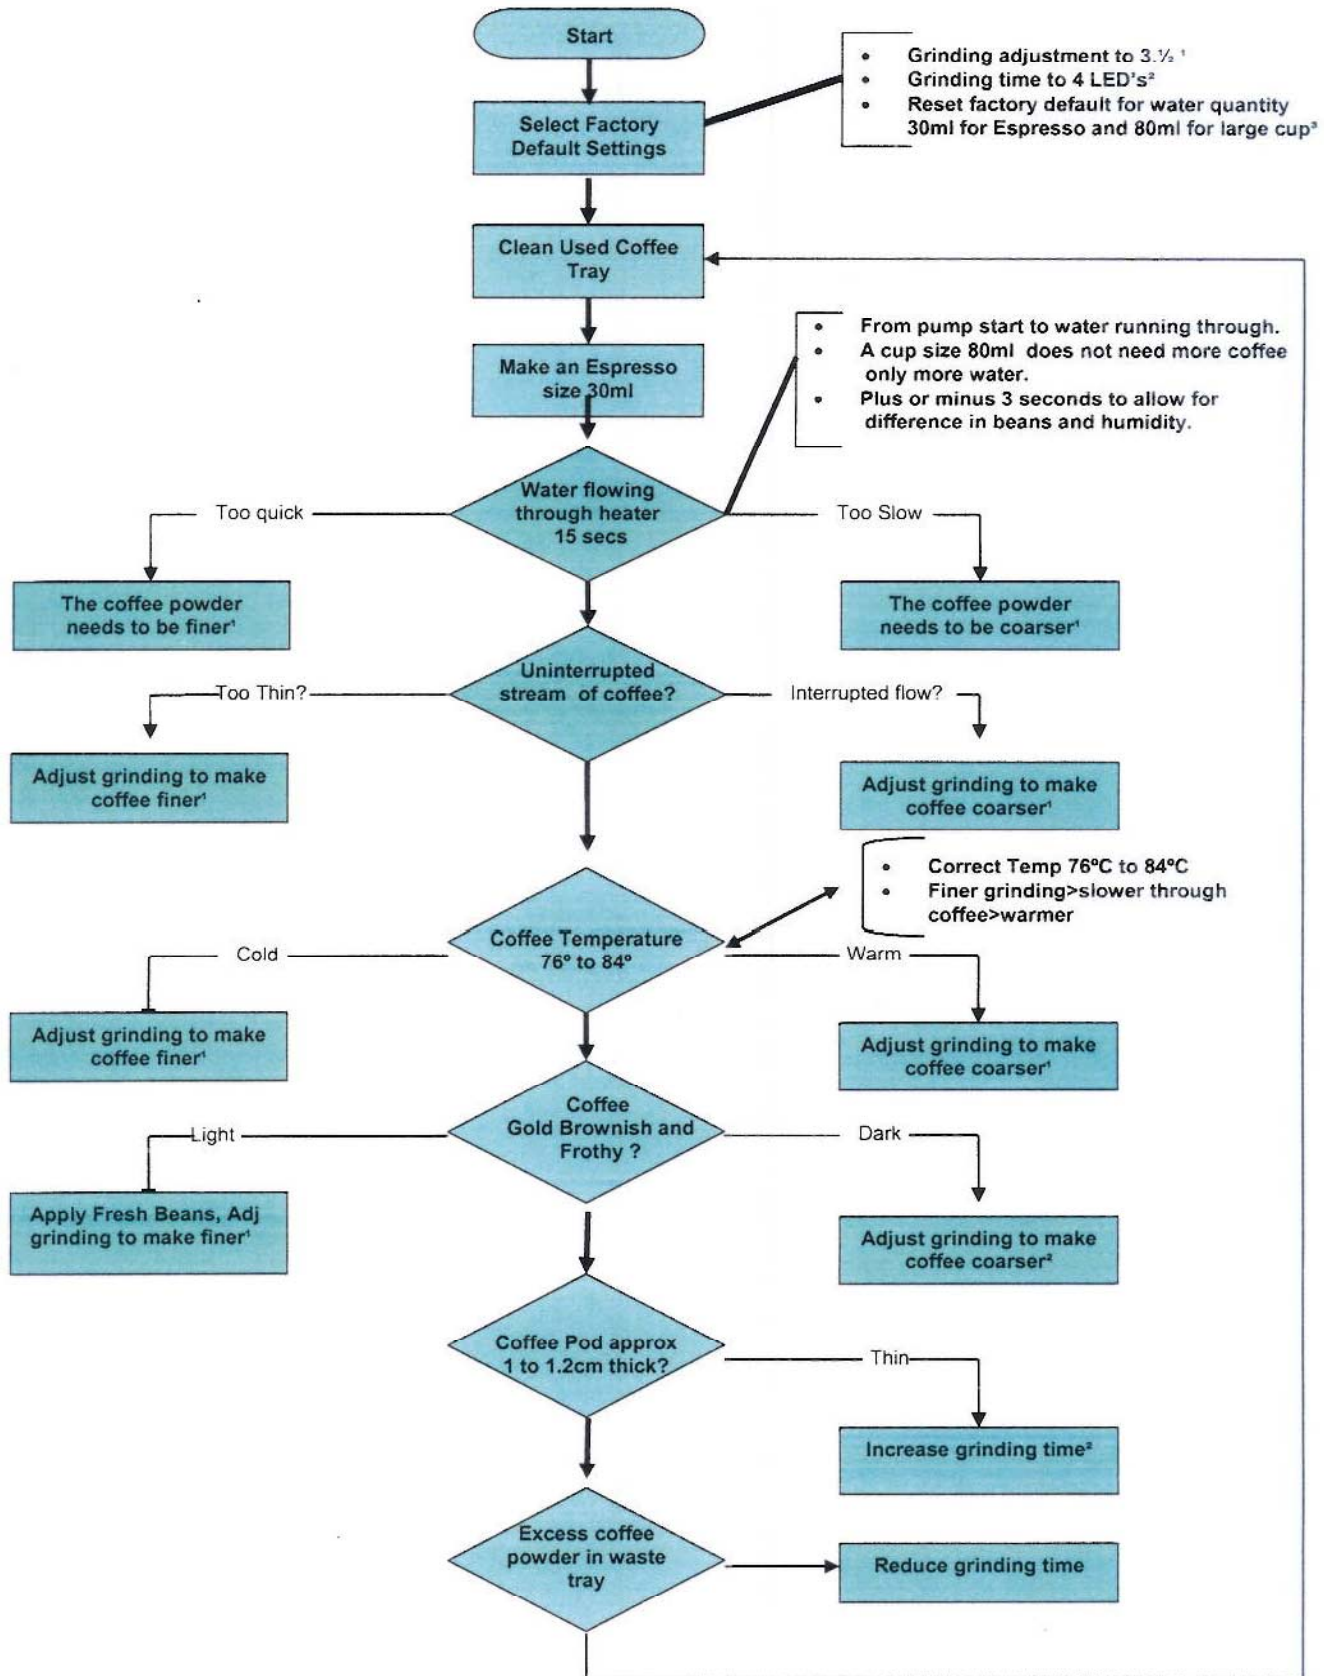 Start
• Grinding adjustment to 3.½ ¹
• Grinding time to 4 LED's²
• Reset factory default for water quantity
30ml for Espresso and 80ml for large cup³
Select Factory
Default Settings
Clean Used Coffee
Tray
• From pump start to water running through.
• A cup size 80ml does not need more coffee
only more water.
• Plus or minus 3 seconds to allow for
difference in beans and humidity.
Make an Espresso
size 30ml
Water flowing
through heater
15 secs
Too quick
Too Slow
The coffee powder
needs to be finer¹
The coffee powder
needs to be coarser¹
Uninterrupted
stream of coffee?
Too Thin?
Interrupted flow?
Adjust grinding to make
coffee finer¹
Adjust grinding to make
coffee coarser¹
• Correct Temp 76ºC to 84ºC
• Finer grinding>slower through
coffee>warmer
Coffee Temperature
76º to 84º
Cold
Warm
Adjust grinding to make
coffee finer¹
Adjust grinding to make
coffee coarser¹
Coffee
Gold Brownish and
Frothy ?
Light
Dark
Apply Fresh Beans, Adj
grinding to make finer¹
Adjust grinding to make
coffee coarser²
Coffee Pod approx
1 to 1.2cm thick?
Thin
Increase grinding time²
Excess coffee
powder in waste
tray
Reduce grinding time